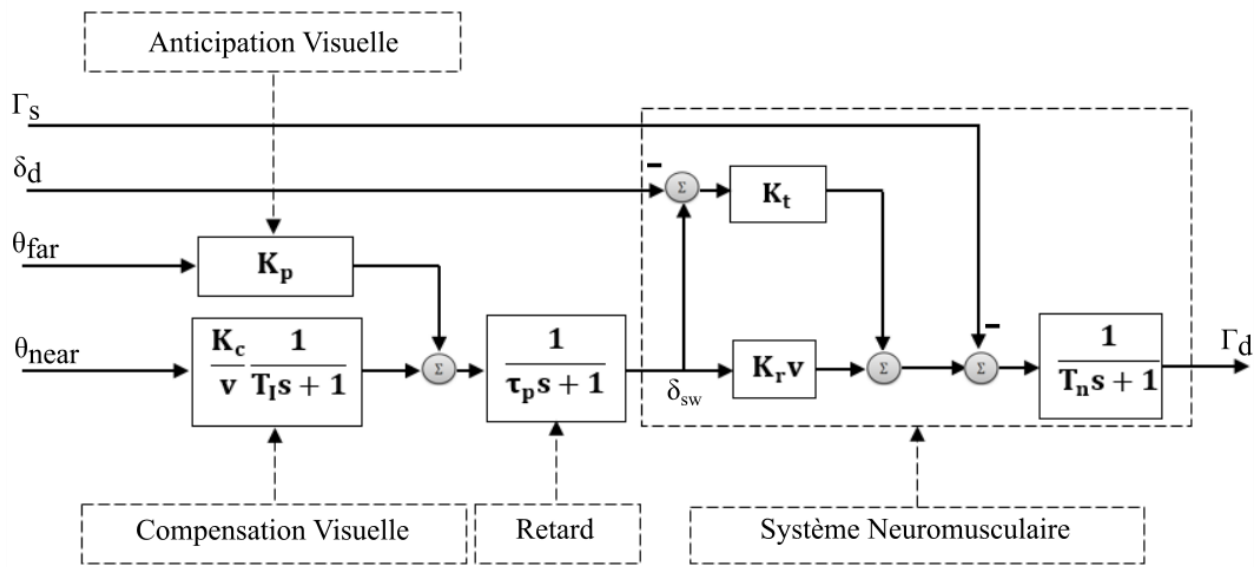 Anticipation Visuelle
Γs
δd
−
Σ
Kt
θfar
Kp
θnear
Kc/v 1/(TIs + 1)
Σ
1/(τps + 1)
δsw
Krv
Σ
−
Σ
1/(Tns + 1)
Γd
Compensation Visuelle
Retard
Système Neuromusculaire